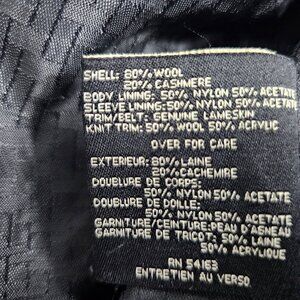 SHELL: 80% WOOL
20% CASHMERE
BODY LINING: 50% NYLON 50% ACETATE
SLEEVE LINING: 50% NYLON 50% ACETATE
TRIM/BELT: GENUINE LAMESKIN
KNIT TRIM: 50% WOOL 50% ACRYLIC
OVER FOR CARE
EXTERIEUR: 80% LAINE
20% CACHEMIRE
DOUBLURE DE CORPS:
50% NYLON 50% ACETATE
DOUBLURE DE DOLLE:
50% NYLON 50% ACETATE
GARNITURE/CEINTURE: PEAU D'ASNEAU
GARNITURE DE TRICOT: 50% LAINE
50% ACRYLIQUE
RN 54163
ENTRETIEN AU VERSO